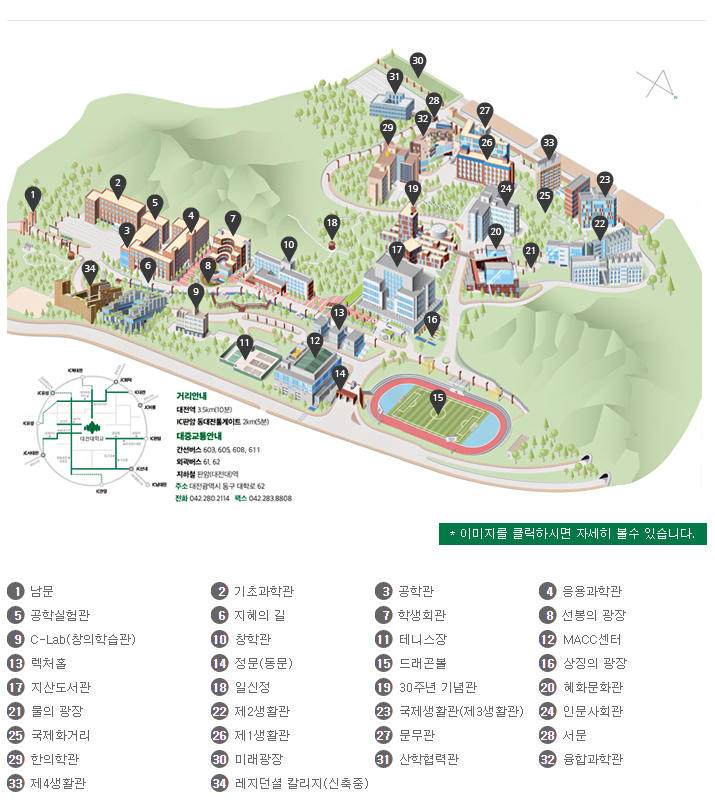 30
31
28
27
32
29
26
33
2
23
1
19
24
25
5
4
7
22
18
3
20
10
17
21
34
6
8
9
13
16
11
12
14
15
대전대학교
거리안내
대전역 3.5km(10분)
IC판암 동대전톨게이트 2km(5분)
대중교통안내
간선버스 603, 605, 608, 611
외곽버스 61, 62
지하철 판암(대전대)역
주소 대전광역시 동구 대학로 62
전화 042.280.2114 팩스 042.283.8808
* 이미지를 클릭하시면 자세히 볼수 있습니다.
1 남문 2 기초과학관 3 공학관 4 응용과학관
5 공학실험관 6 지혜의 길 7 학생회관 8 선봉의 광장
9 C-Lab(창의학습관) 10 창학관 11 테니스장 12 MACC센터
13 렉처홀 14 정문(동문) 15 드래곤볼 16 상징의 광장
17 지산도서관 18 일신정 19 30주년 기념관 20 혜화문화관
21 물의 광장 22 제2생활관 23 국제생활관(제3생활관) 24 인문사회관
25 국제화거리 26 제1생활관 27 문무관 28 서문
29 한의학관 30 미래광장 31 산학협력관 32 융합과학관
33 제4생활관 34 레지던셜 칼리지(신축중)